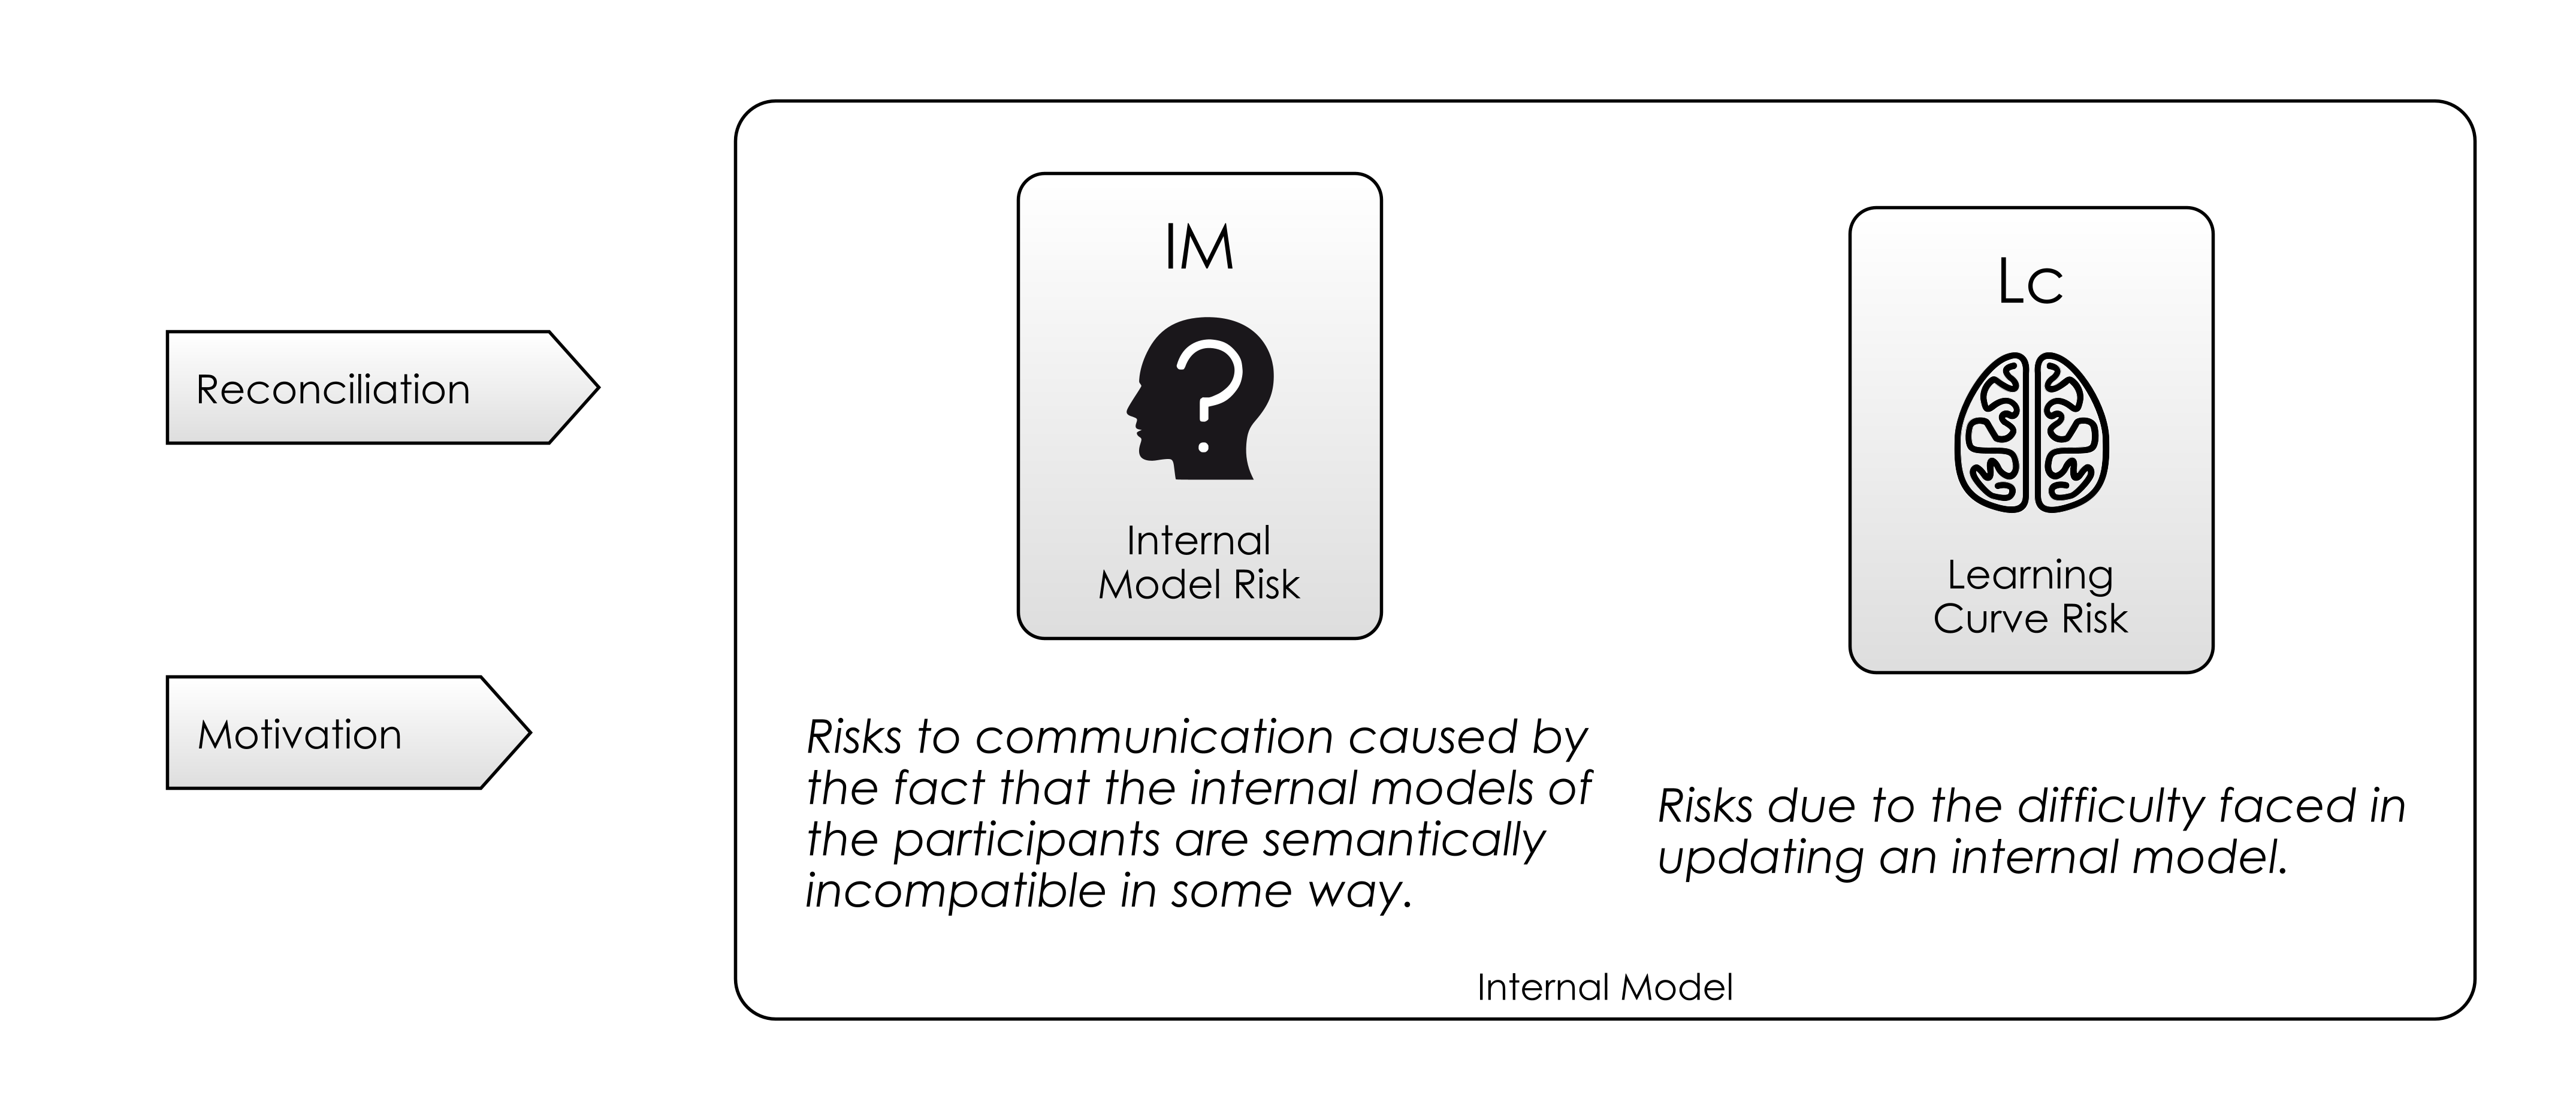 Reconciliation
Motivation
IM
Internal
Model Risk
Risks to communication caused by
the fact that the internal models of
the participants are semantically
incompatible in some way.
Lc
Learning
Curve Risk
Risks due to the difficulty faced in
updating an internal model.
Internal Model